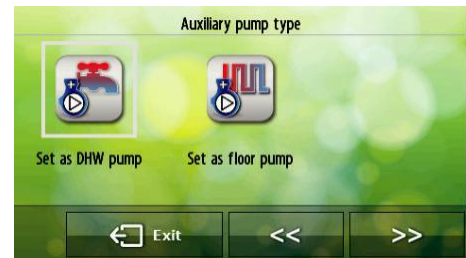 Auxiliary pump type
Set as DHW pump Set as floor pump
Exit << >>